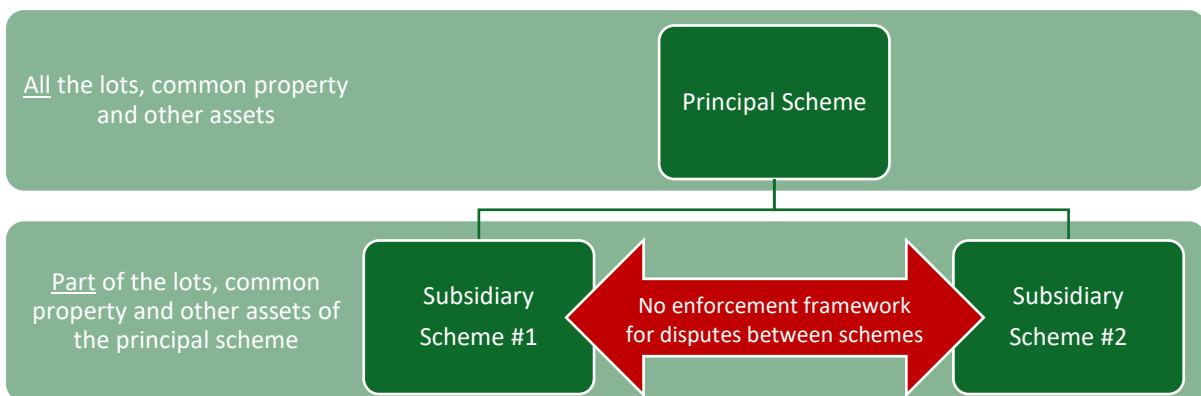 All the lots, common property
and other assets
Principal Scheme
Part of the lots, common
property and other assets of
the principal scheme
Subsidiary
Scheme #1
No enforcement framework
for disputes between schemes
Subsidiary
Scheme #2